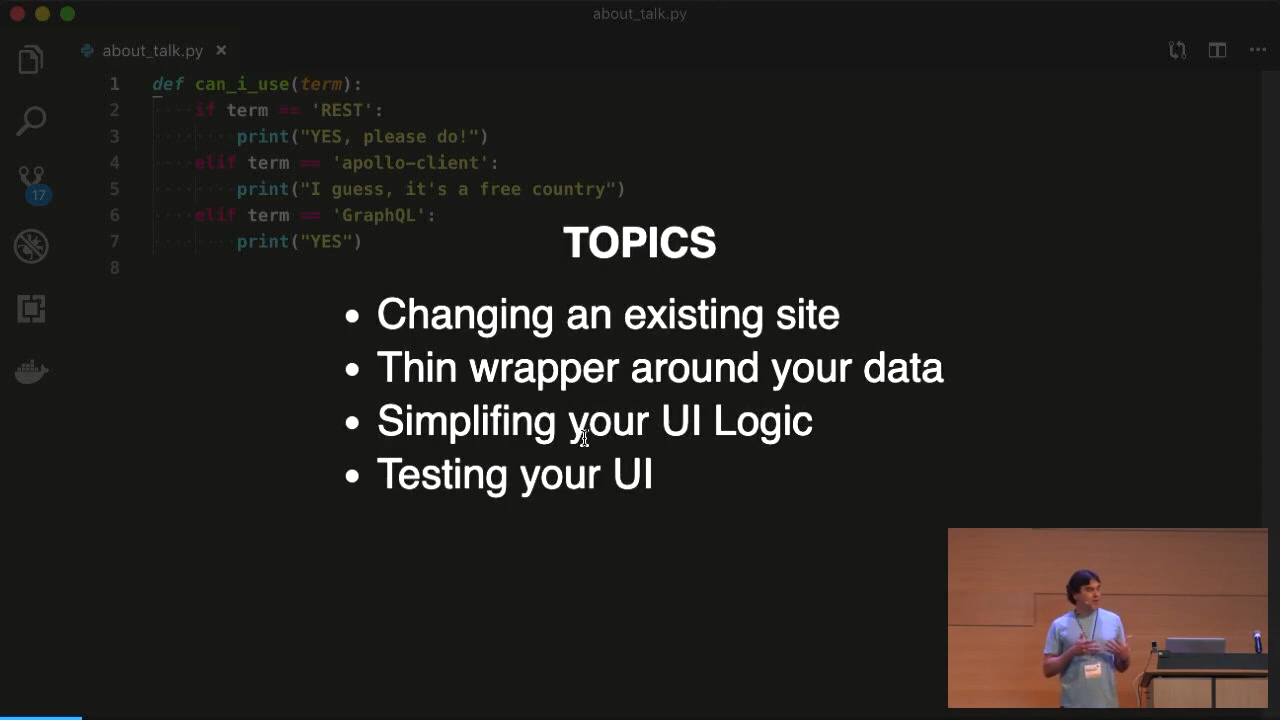 about_talk.py
about_talk.py ×
1 def can_i_use(term):
2 if term == 'REST':
3 print("YES, please do!")
4 elif term == 'apollo-client':
5 print("I guess, it's a free country")
6 elif term == 'GraphQL':
7 print("YES")
8
17
TOPICS
• Changing an existing site
• Thin wrapper around your data
• Simplifing your UI Logic
• Testing your UI